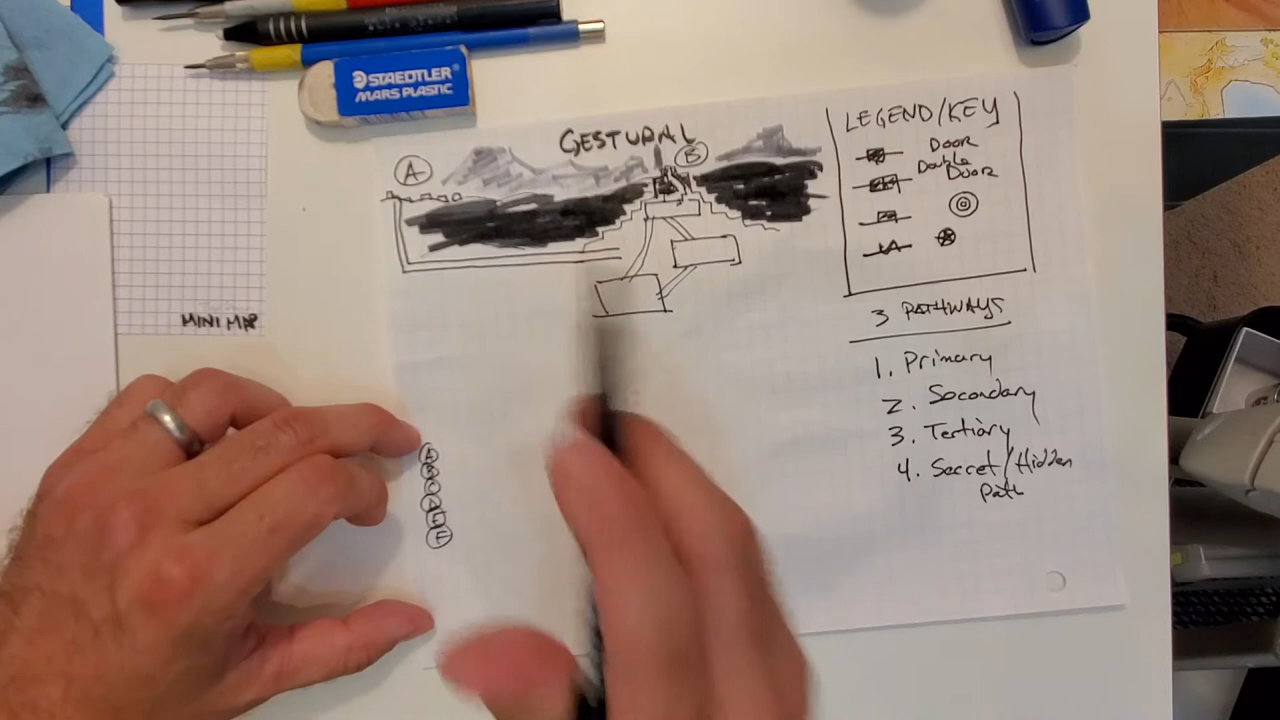 STAEDTLER®
MARS PLASTIC
MINI MAP
GESTURAL
A
B
LEGEND/KEY
DOOR
DOUBLE
DOOR
3 PATHWAYS
1. Primary
2. Socondary
3. Tertiary
4. Secret/Hidden
Path
A
B
C
D
E
F